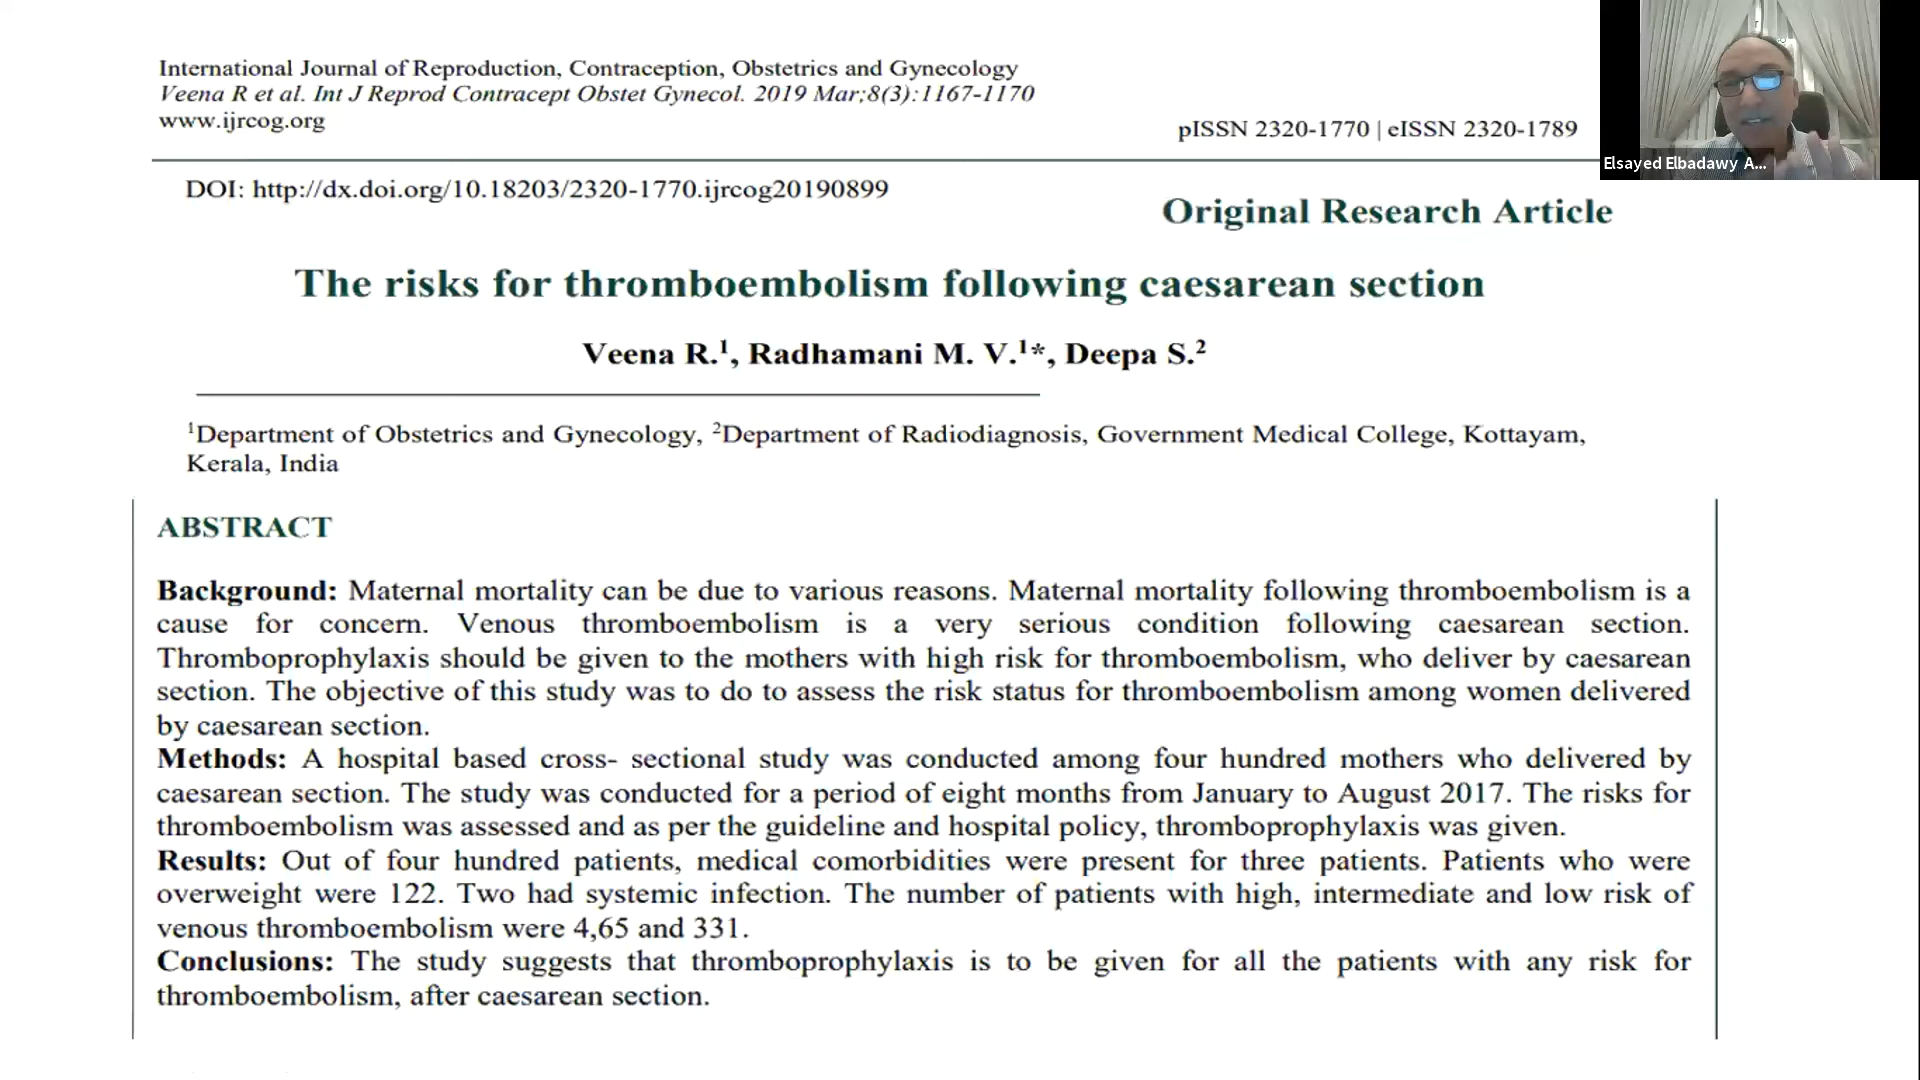 International Journal of Reproduction, Contraception, Obstetrics and Gynecology
Veena R et al. Int J Reprod Contracept Obstet Gynecol. 2019 Mar;8(3):1167-1170
www.ijrcog.org
pISSN 2320-1770 | eISSN 2320-1789
Elsayed Elbadawy A...
DOI: http://dx.doi.org/10.18203/2320-1770.ijrcog20190899
Original Research Article
The risks for thromboembolism following caesarean section
Veena R.¹, Radhamani M. V.¹*, Deepa S.²
¹Department of Obstetrics and Gynecology, ²Department of Radiodiagnosis, Government Medical College, Kottayam,
Kerala, India
ABSTRACT
Background: Maternal mortality can be due to various reasons. Maternal mortality following thromboembolism is a
cause for concern. Venous thromboembolism is a very serious condition following caesarean section.
Thromboprophylaxis should be given to the mothers with high risk for thromboembolism, who deliver by caesarean
section. The objective of this study was to do to assess the risk status for thromboembolism among women delivered
by caesarean section.
Methods: A hospital based cross- sectional study was conducted among four hundred mothers who delivered by
caesarean section. The study was conducted for a period of eight months from January to August 2017. The risks for
thromboembolism was assessed and as per the guideline and hospital policy, thromboprophylaxis was given.
Results: Out of four hundred patients, medical comorbidities were present for three patients. Patients who were
overweight were 122. Two had systemic infection. The number of patients with high, intermediate and low risk of
venous thromboembolism were 4,65 and 331.
Conclusions: The study suggests that thromboprophylaxis is to be given for all the patients with any risk for
thromboembolism, after caesarean section.